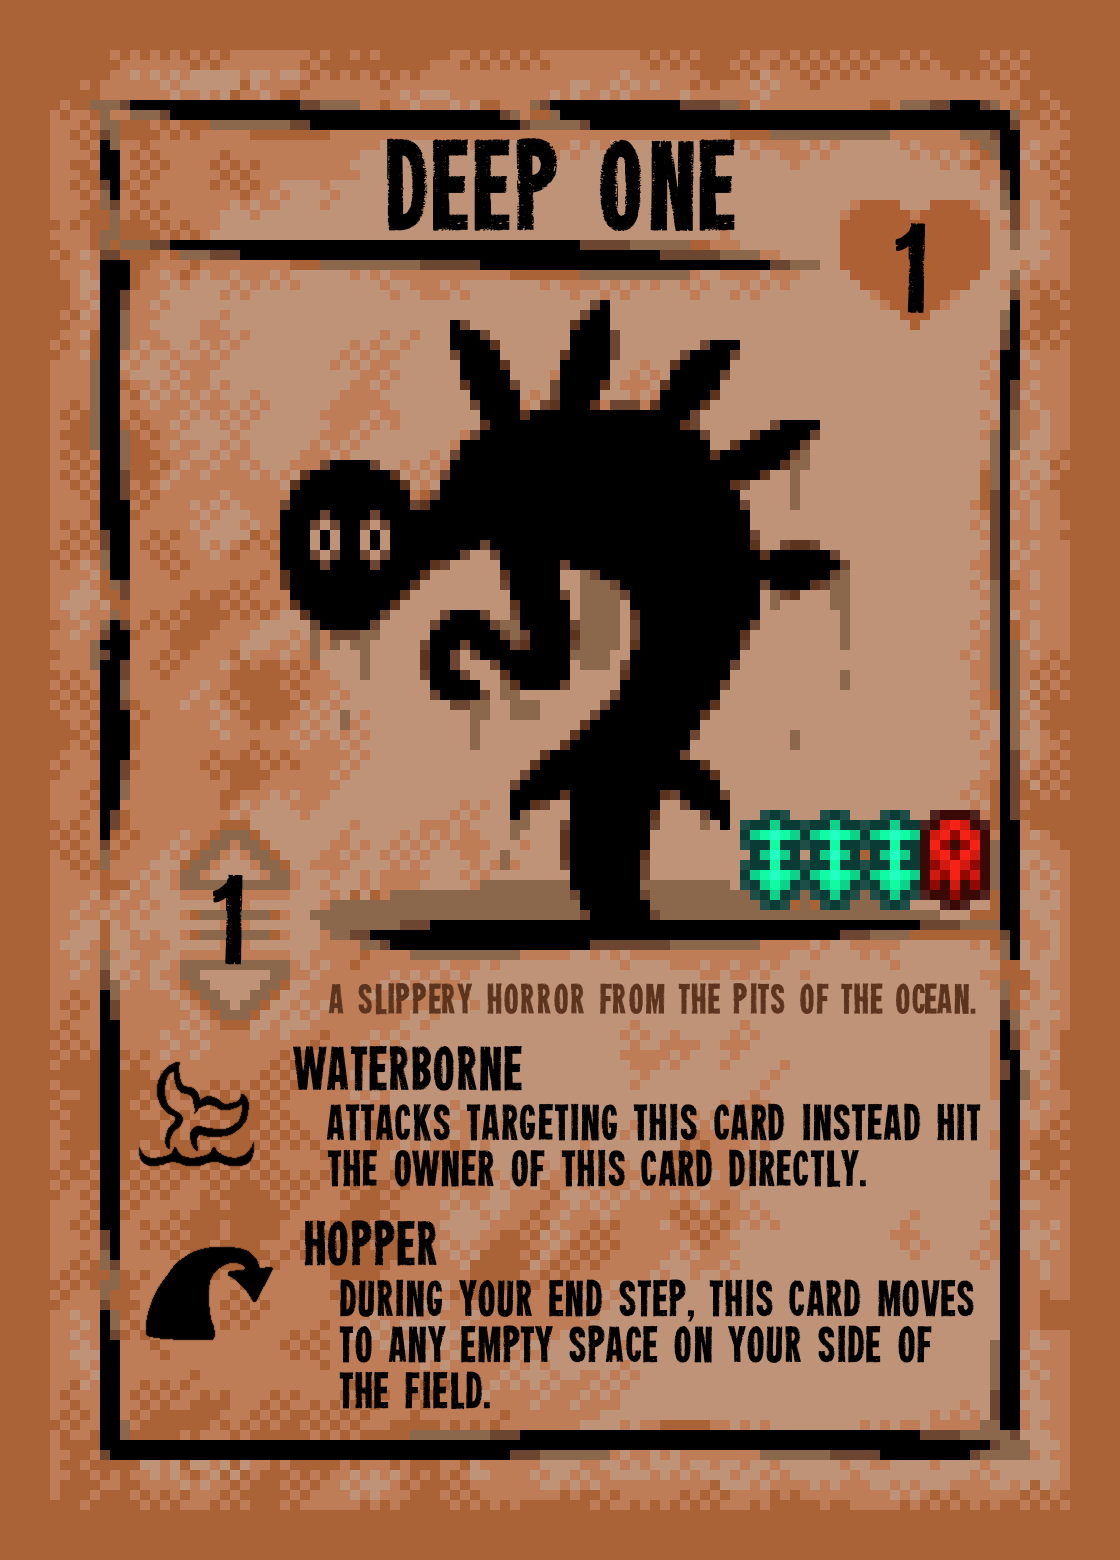 DEEP ONE
1
1
A SLIPPERY HORROR FROM THE PITS OF THE OCEAN.
WATERBORNE
ATTACKS TARGETING THIS CARD INSTEAD HIT
THE OWNER OF THIS CARD DIRECTLY.
HOPPER
DURING YOUR END STEP, THIS CARD MOVES
TO ANY EMPTY SPACE ON YOUR SIDE OF
THE FIELD.